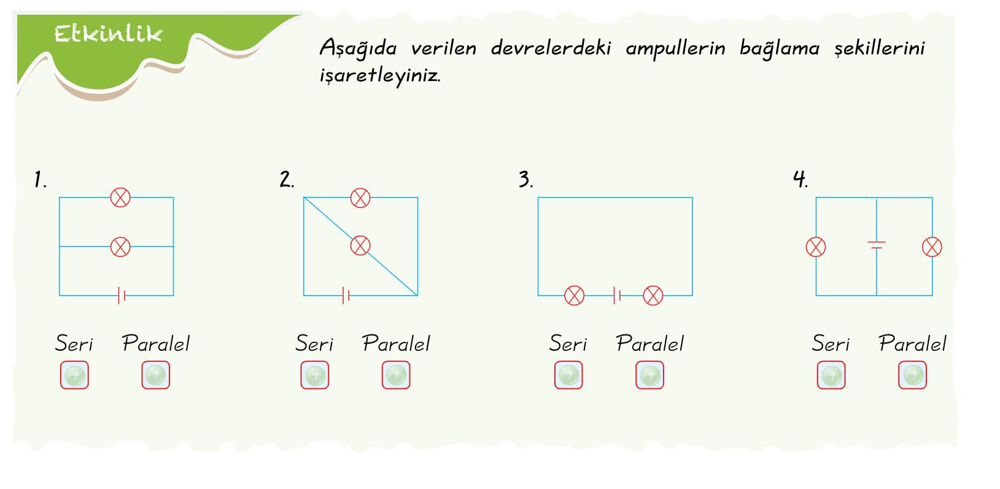 Etkinlik
Aşağıda verilen devrelerdeki ampullerin bağlama şekillerini
işaretleyiniz.
1. 2. 3. 4.
Seri Paralel Seri Paralel Seri Paralel Seri Paralel
? ? ? ? ? ? ? ?